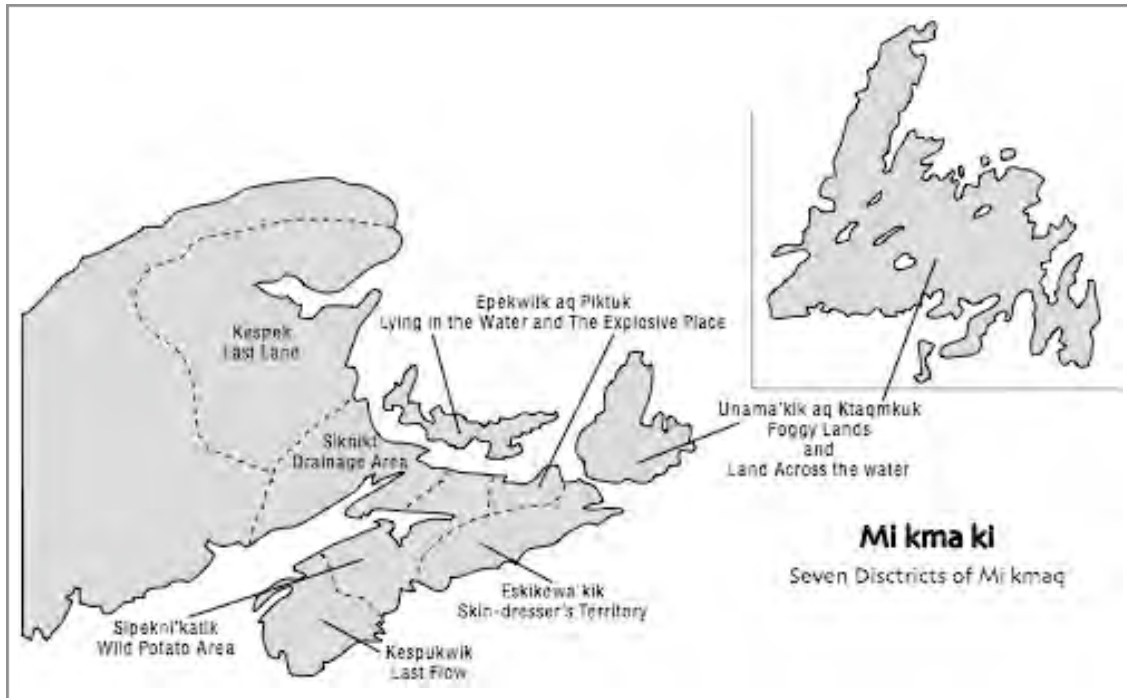 Kespek
Last Land
Epekwitk aq Piktuk
Lying in the Water and The Explosive Place
Siknikt
Drainage Area
Unama'kik aq Ktaqmkuk
Foggy Lands
and
Land Across the water
Mi kma ki
Seven Disctricts of Mi kmaq
Eskikewa'kik
Skin-dresser's Territory
Sipekni'katik
Wild Potato Area
Kespukwik
Last Flow